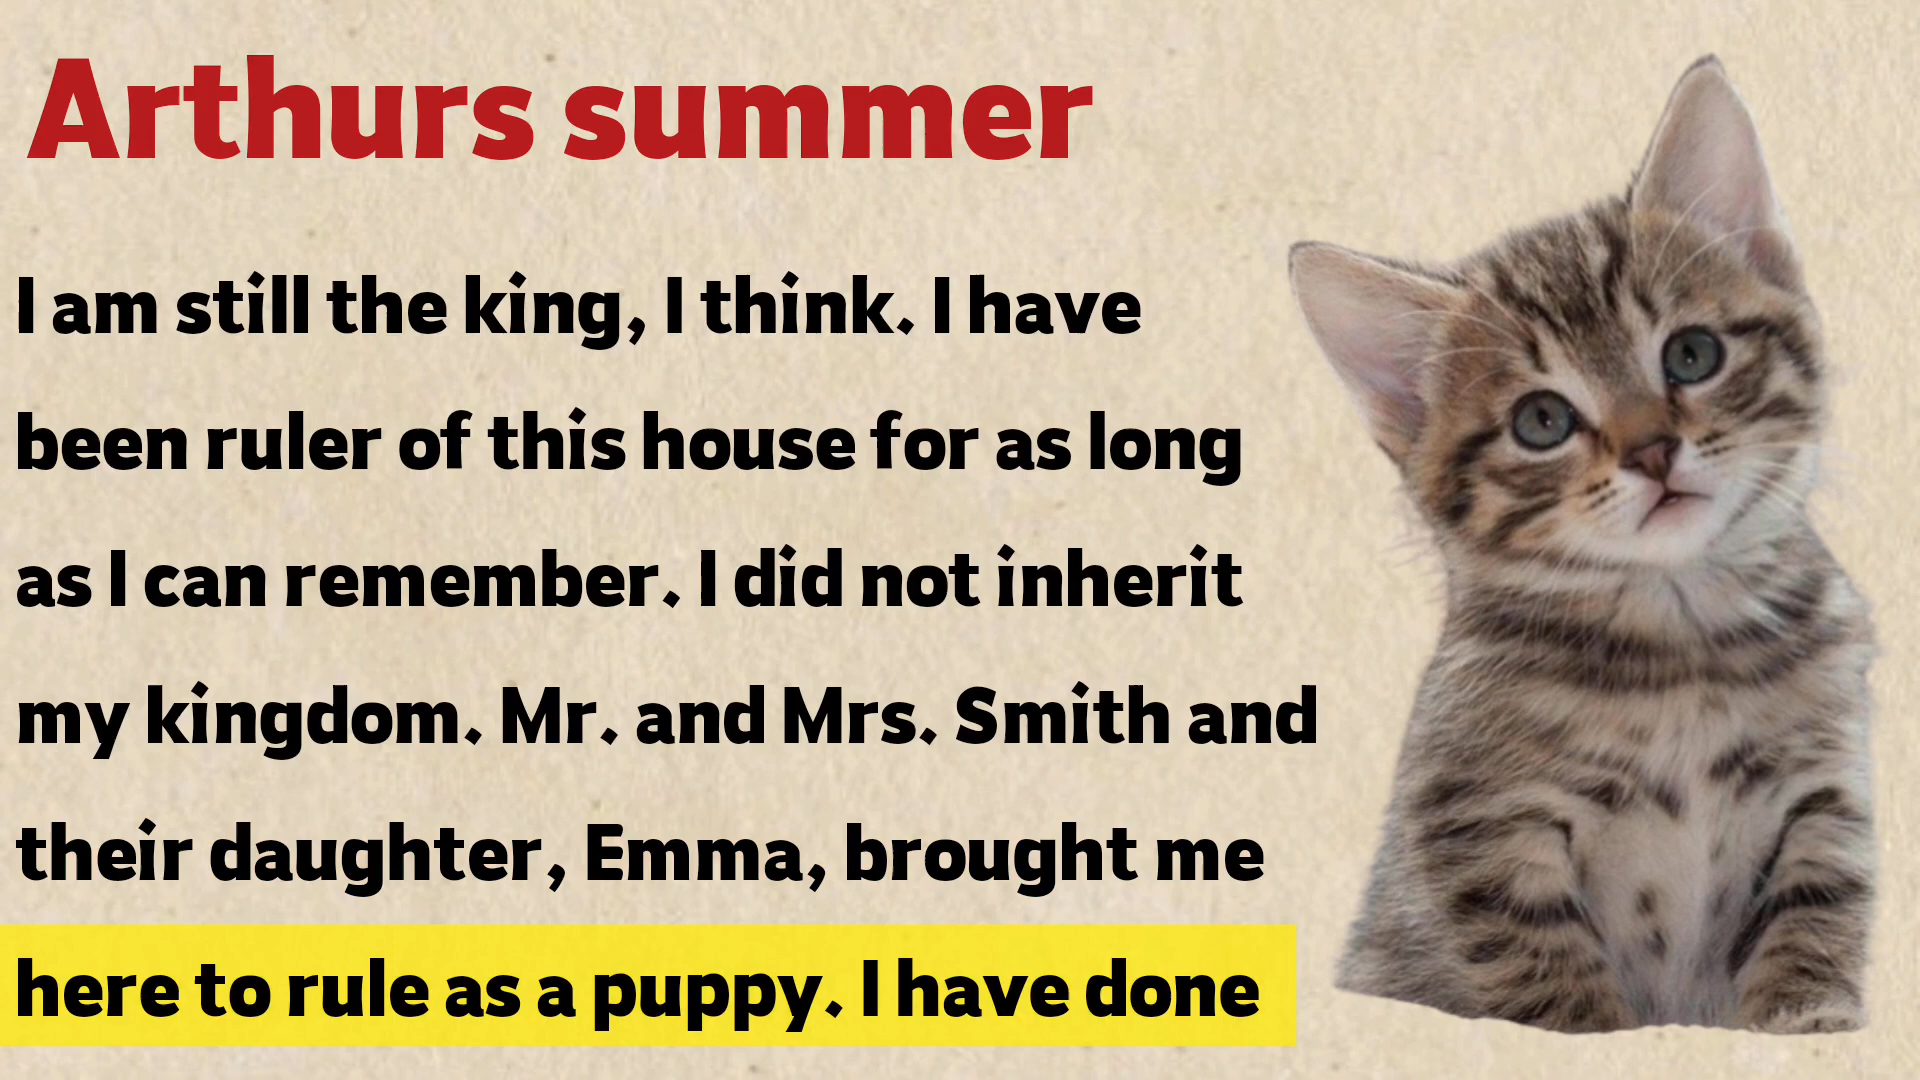 Arthurs summer
I am still the king, I think. I have
been ruler of this house for as long
as I can remember. I did not inherit
my kingdom. Mr. and Mrs. Smith and
their daughter, Emma, brought me
here to rule as a puppy. I have done